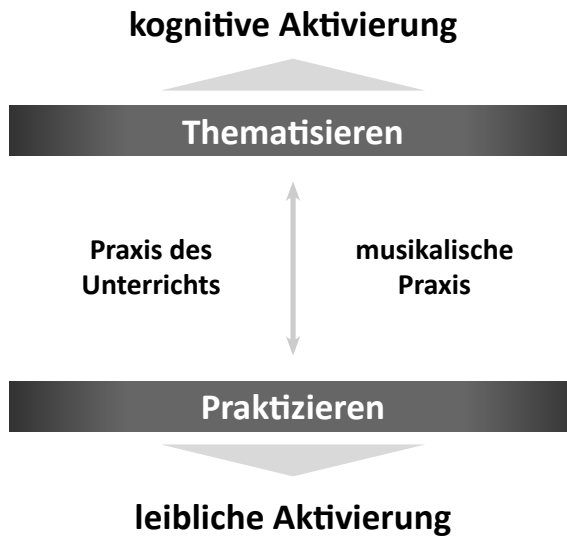 kognitive Aktivierung
Thematisieren
Praxis des
Unterrichts
musikalische
Praxis
Praktizieren
leibliche Aktivierung